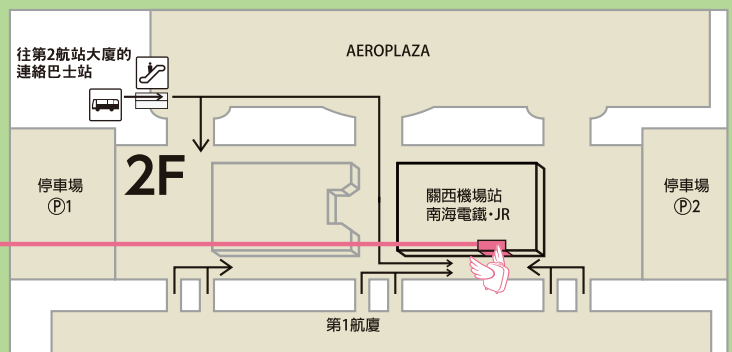 往第2航站大廈的
連絡巴士站
AEROPLAZA
2F
停車場
Ⓟ1
關西機場站
南海電鐵・JR
停車場
Ⓟ2
第1航廈